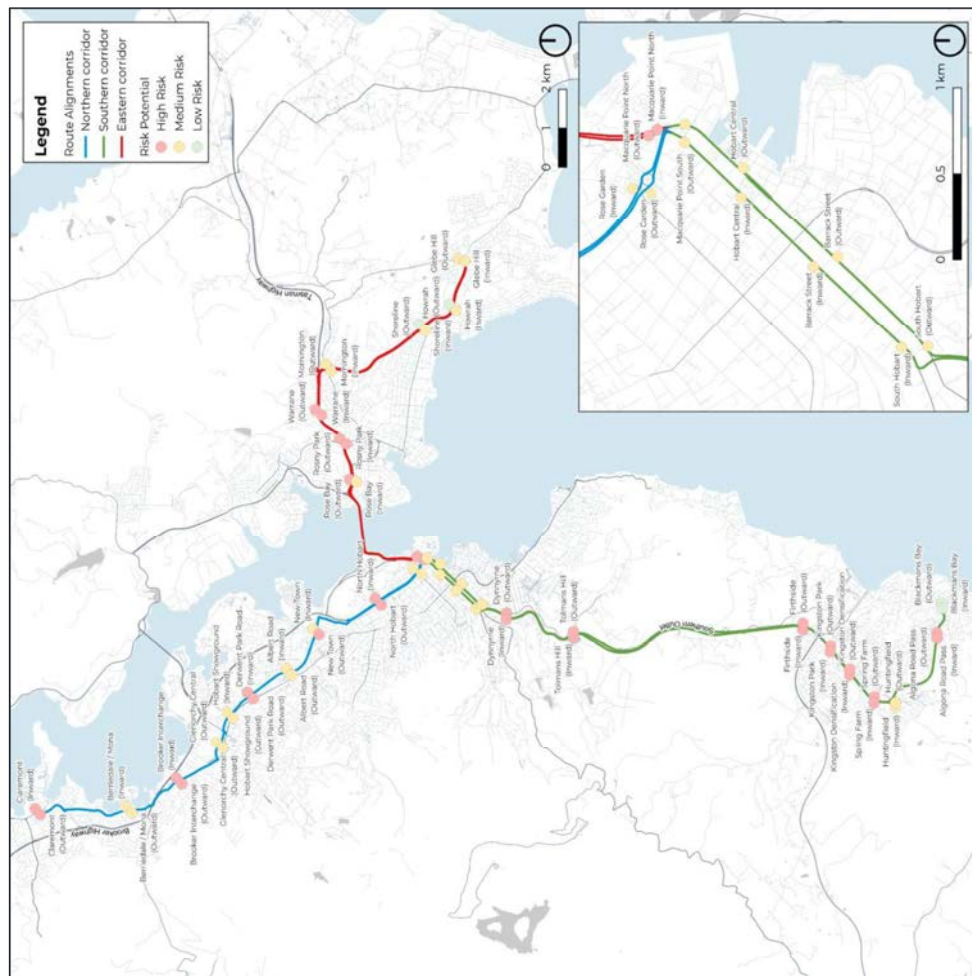 Legend
Route Alignments
Northern corridor
Southern corridor
Eastern corridor
Risk Potential
High Risk
Medium Risk
Low Risk
0 1 2 km
Claremont
(Inward)
Claremont
(Outward)
Brooker Highway
Berriedale / Mona
(Inward)
Berriedale / Mona
(Outward)
Brooker Interchange
(Inward)
Brooker Interchange
(Outward)
Glenorchy Central
(Inward)
Glenorchy Central
(Outward)
Hobart Showground
(Inward)
Hobart Showground
(Outward)
Derwent Park Road
(Inward)
Derwent Park Road
(Outward)
Albert Road
(Inward)
Albert Road
(Outward)
New Town
(Inward)
New Town
(Outward)
North Hobart
(Inward)
North Hobart
(Outward)
Rose Bay
(Outward)
Rose Bay
(Inward)
Rosny Park
(Outward)
Rosny Park
(Inward)
Warrane
(Outward)
Warrane
(Inward)
Mornington
(Outward)
Mornington
(Inward)
Tasman Highway
Shoreline
(Outward)
Shoreline
(Inward)
Howrah
(Outward)
Howrah
(Inward)
Glebe Hill
(Outward)
Glebe Hill
(Inward)
Dynnyrne
(Outward)
Dynnyrne
(Inward)
Tolmans Hill
(Outward)
Tolmans Hill
(Inward)
Southern Outlet
Firthside
(Outward)
Firthside
(Inward)
Kingston Park
(Outward)
Kingston Park
(Inward)
Kingston Densification
(Outward)
Kingston Densification
(Inward)
Spring Farm
(Outward)
Spring Farm
(Inward)
Huntingfield
(Outward)
Huntingfield
(Inward)
Algona Road Pass
(Outward)
Algona Road Pass
(Inward)
Blackmans Bay
(Outward)
Blackmans Bay
(Inward)
Macquarie Point North
(Outward)
Macquarie Point North
(Inward)
Rose Garden
(Inward)
Rose Garden
(Outward)
Macquarie Point South
(Outward)
Hobart Central
(Outward)
Hobart Central
(Inward)
Barrack Street
(Outward)
Barrack Street
(Inward)
South Hobart
(Outward)
South Hobart
(Inward)
0 0.5 1 km